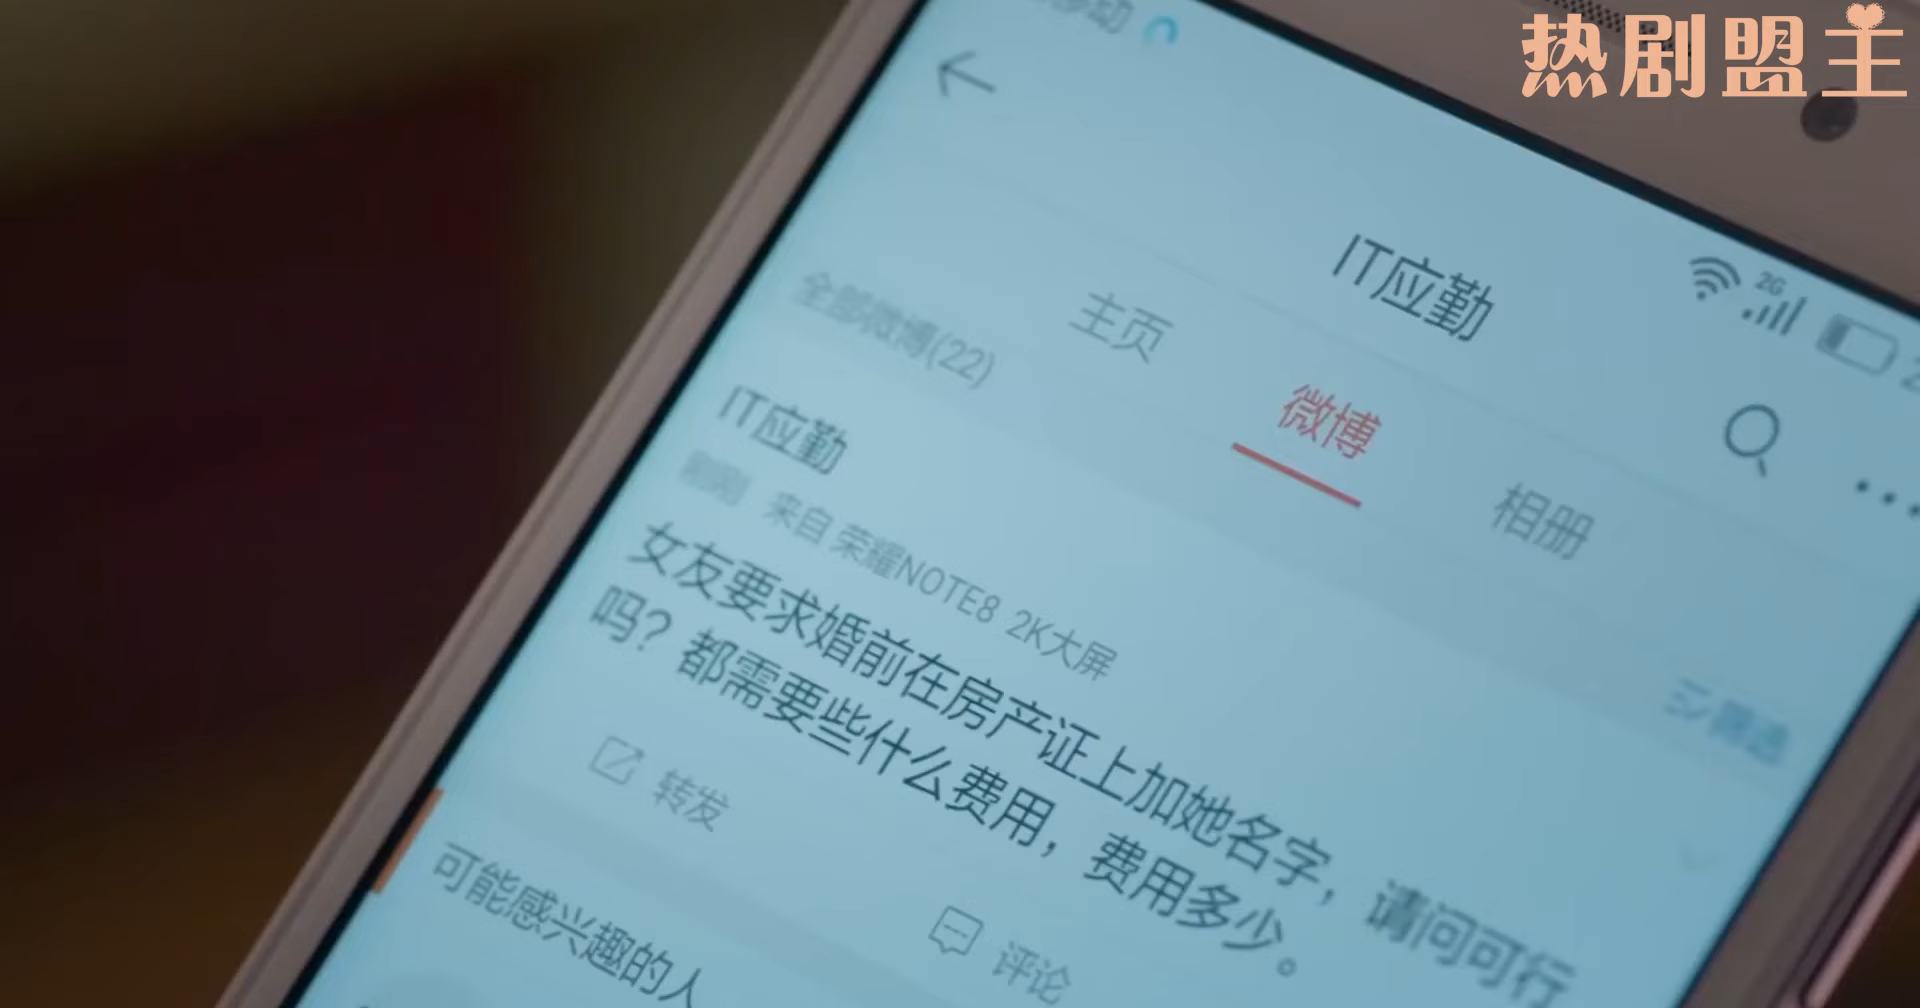 热剧盟主
IT应勤
2G
主页
微博
相册
全部微博(22)
IT应勤
刚刚 来自 荣耀NOTE8 2K大屏
女友要求婚前在房产证上加她名字，请问可行
吗？都需要些什么费用，费用多少。
转发
评论
可能感兴趣的人